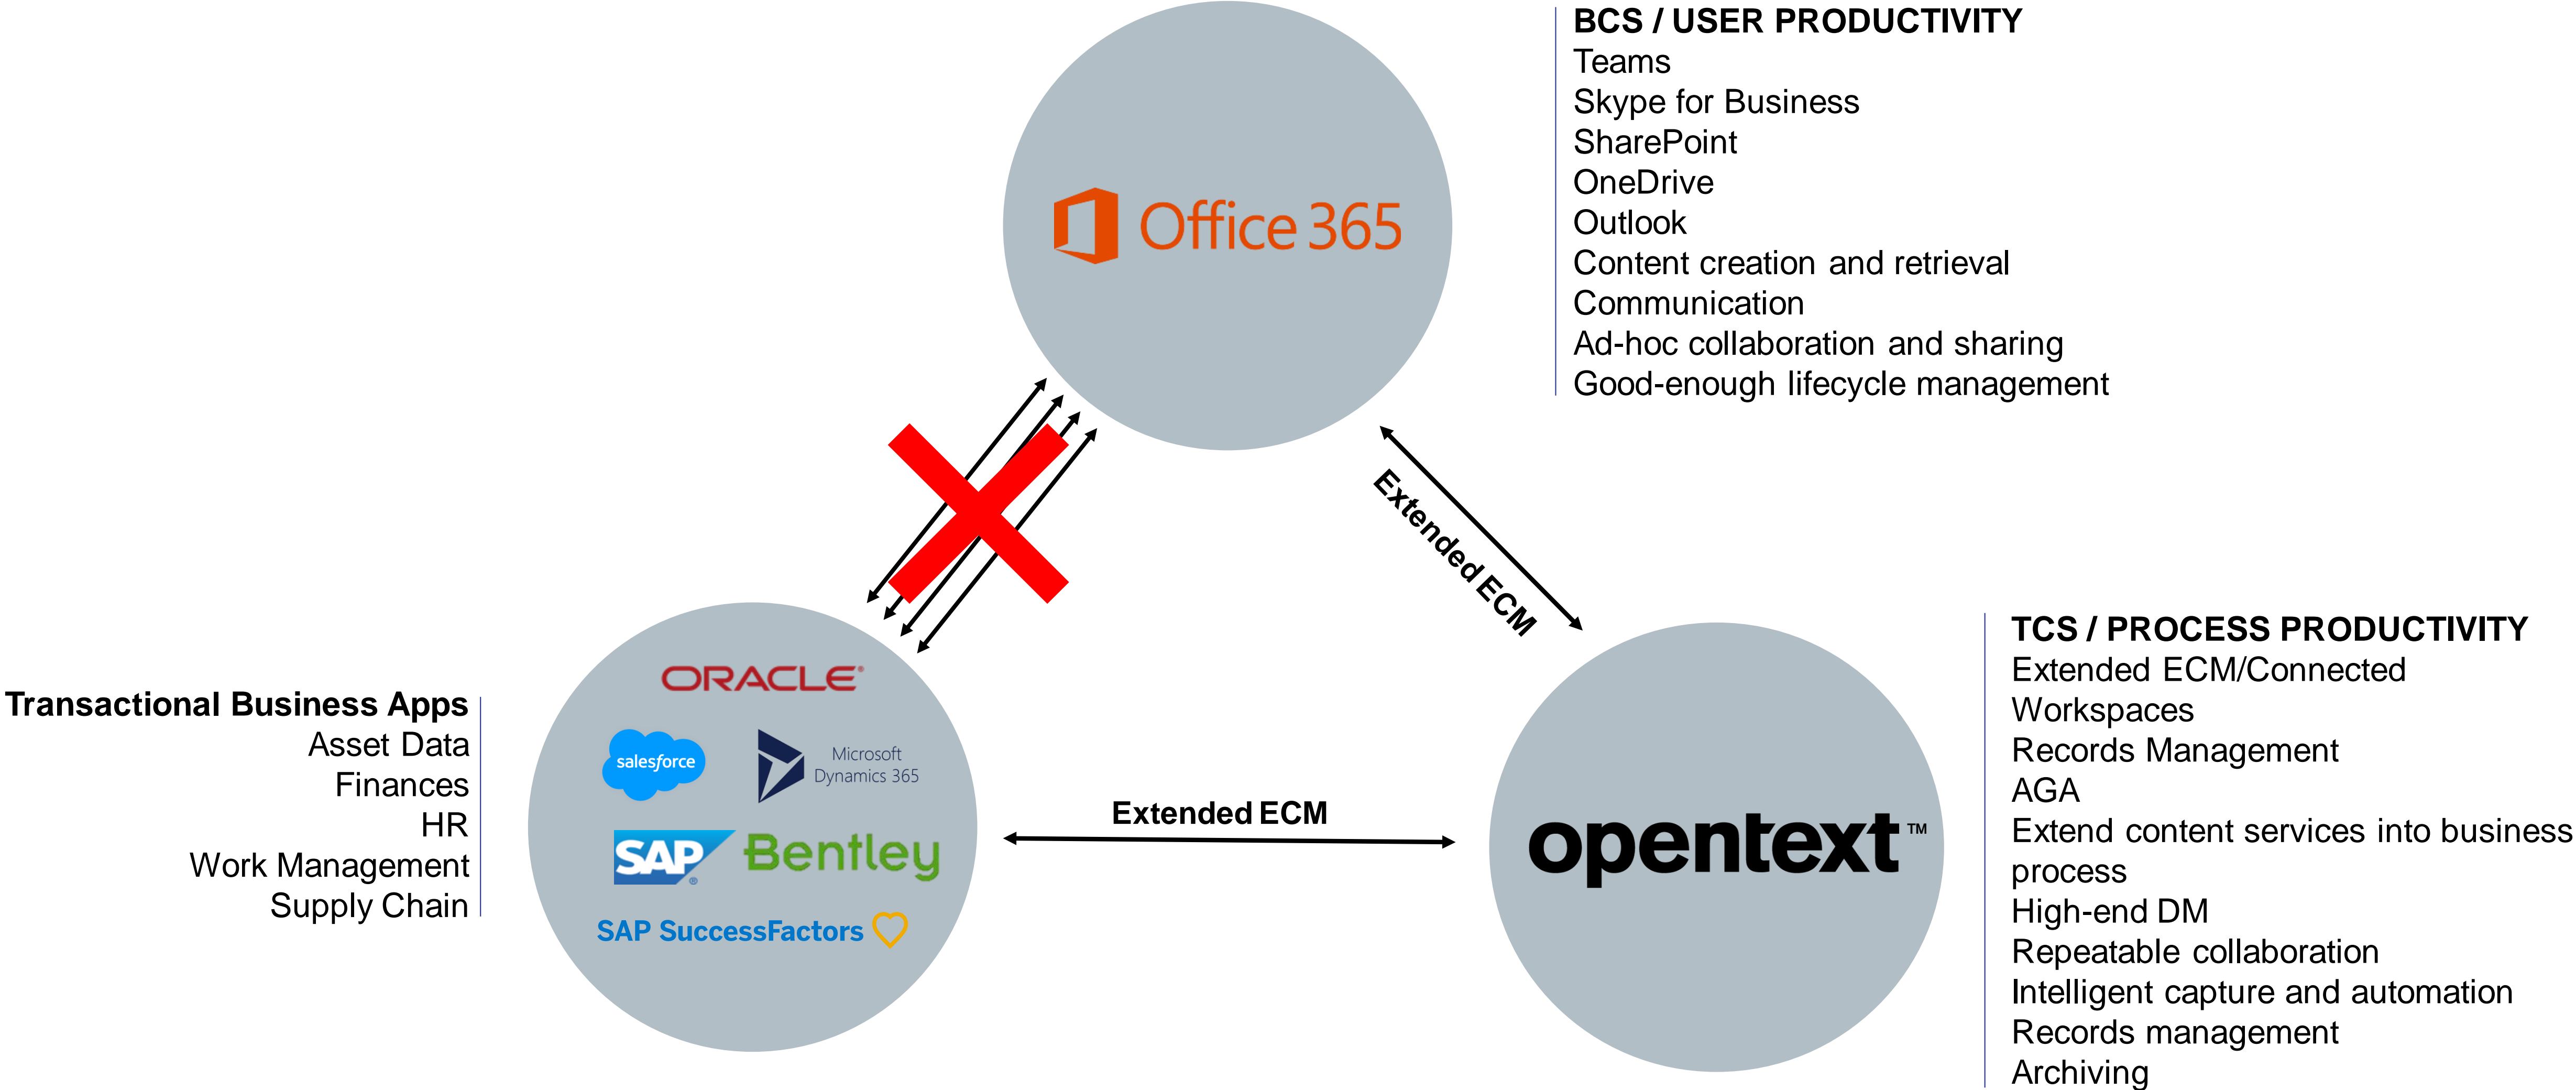 BCS / USER PRODUCTIVITY
Teams
Skype for Business
SharePoint
OneDrive
Outlook
Content creation and retrieval
Communication
Ad-hoc collaboration and sharing
Good-enough lifecycle management
Office 365
Extended ECM
Transactional Business Apps
Asset Data
Finances
HR
Work Management
Supply Chain
ORACLE®
salesforce
Microsoft
Dynamics 365
SAP®
Bentley
SAP SuccessFactors
Extended ECM
opentext™
TCS / PROCESS PRODUCTIVITY
Extended ECM/Connected
Workspaces
Records Management
AGA
Extend content services into business
process
High-end DM
Repeatable collaboration
Intelligent capture and automation
Records management
Archiving